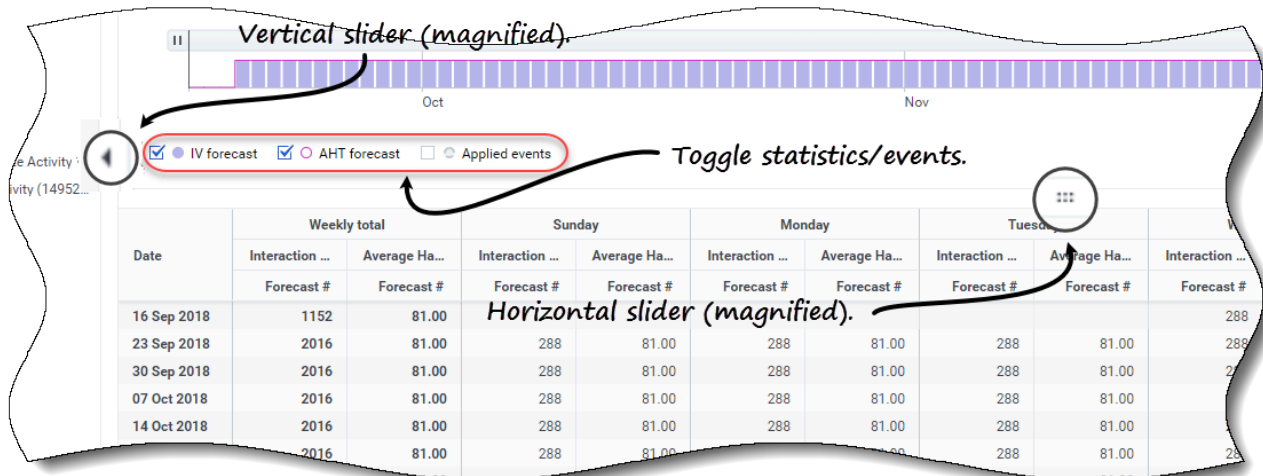 Vertical slider (magnified).
Oct Nov
IV forecast AHT forecast Applied events
Toggle statistics/events.
e Activity
ivity (14952...
Weekly total Sunday Monday Tuesday
Date Interaction ... Average Ha... Interaction ... Average Ha... Interaction ... Average Ha... Interaction ... Average Ha... Interaction ...
Forecast # Forecast # Forecast # Forecast # Forecast # Forecast # Forecast # Forecast # Forecast #
Horizontal slider (magnified).
16 Sep 2018 1152 81.00 288
23 Sep 2018 2016 81.00 288 81.00 288 81.00 288 81.00 288
30 Sep 2018 2016 81.00 288 81.00 288 81.00 288 81.00
07 Oct 2018 2016 81.00 288 81.00 288 81.00 288 81.00
14 Oct 2018 2016 81.00 288 81.00 288 81.00 288 81.00
2016 81.00 288 81.00 288 81.00 288 81.00